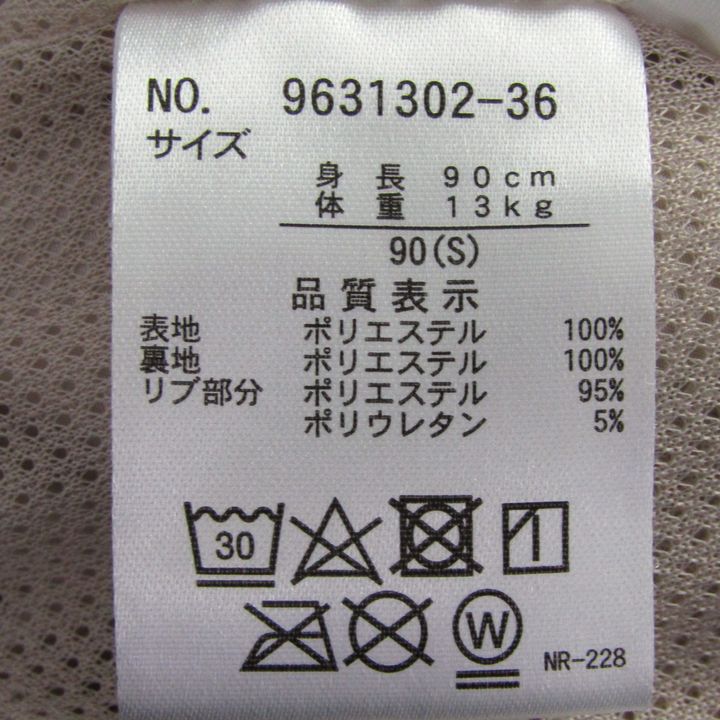 NO. 9631302-36
サイズ
身長 90cm
体重 13kg
90(S)
品質表示
表地 ポリエステル 100%
裏地 ポリエステル 100%
リブ部分 ポリエステル 95%
ポリウレタン 5%
30
W
NR-228